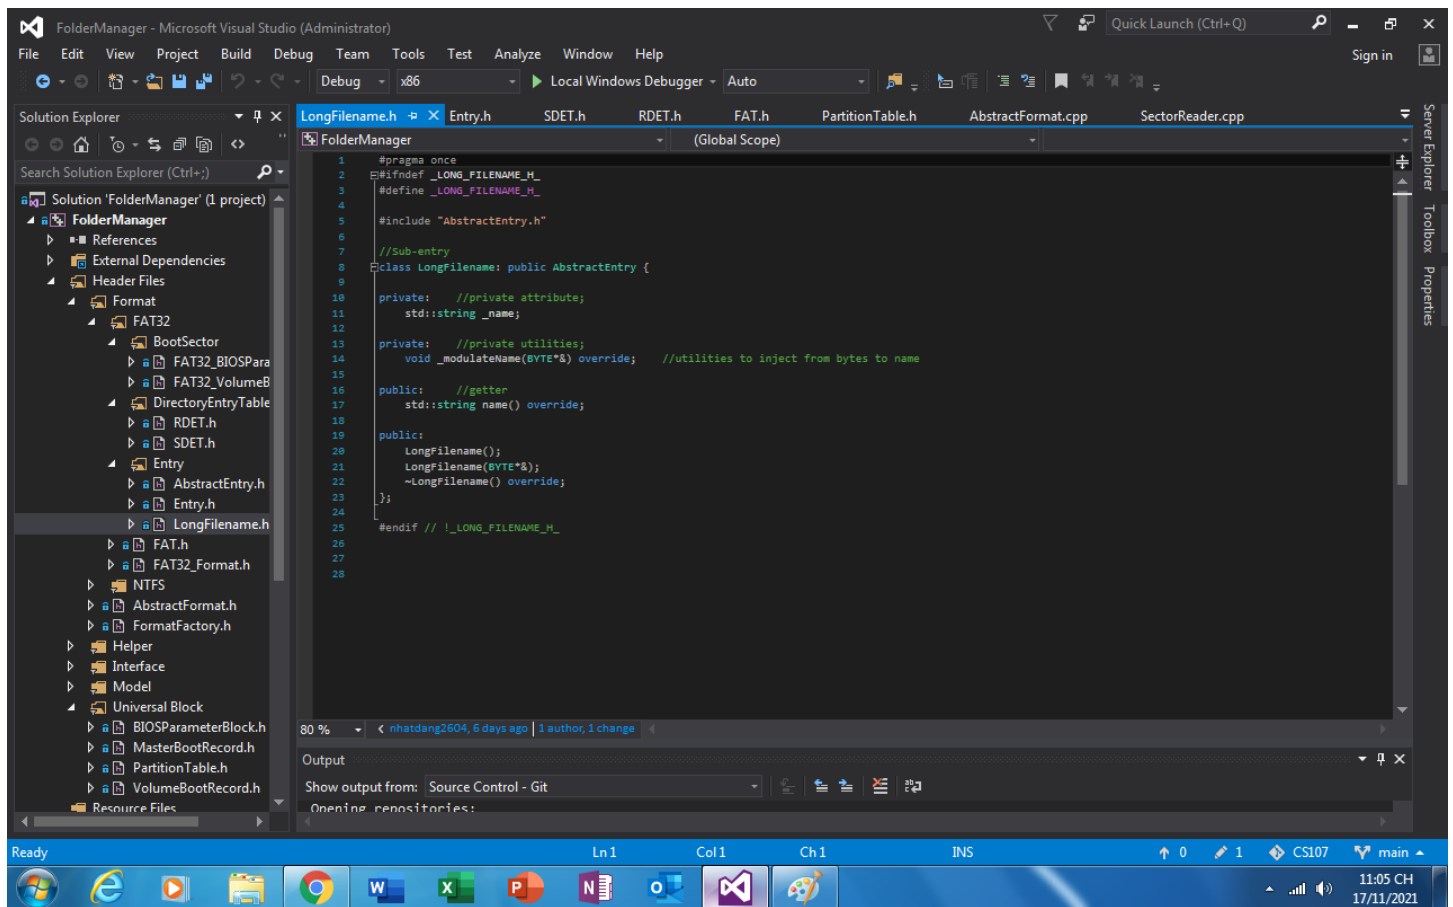 FolderManager - Microsoft Visual Studio (Administrator)
Quick Launch (Ctrl+Q)
File Edit View Project Build Debug Team Tools Test Analyze Window Help
Sign in
Debug x86 Local Windows Debugger Auto
Solution Explorer
Search Solution Explorer (Ctrl+;)
Solution 'FolderManager' (1 project)
FolderManager
References
External Dependencies
Header Files
Format
FAT32
BootSector
FAT32_BIOSPara
FAT32_VolumeB
DirectoryEntryTable
RDET.h
SDET.h
Entry
AbstractEntry.h
Entry.h
LongFilename.h
FAT.h
FAT32_Format.h
NTFS
AbstractFormat.h
FormatFactory.h
Helper
Interface
Model
Universal Block
BIOSParameterBlock.h
MasterBootRecord.h
PartitionTable.h
VolumeBootRecord.h
Resource Files
LongFilename.h Entry.h SDET.h RDET.h FAT.h PartitionTable.h AbstractFormat.cpp SectorReader.cpp
FolderManager (Global Scope)
1 #pragma once
2 #ifndef _LONG_FILENAME_H_
3 #define _LONG_FILENAME_H_
4
5 #include "AbstractEntry.h"
6
7 //Sub-entry
8 class LongFilename: public AbstractEntry {
9
10 private: //private attribute;
11 std::string _name;
12
13 private: //private utilities;
14 void _modulateName(BYTE*&) override; //utilities to inject from bytes to name
15
16 public: //getter
17 std::string name() override;
18
19 public:
20 LongFilename();
21 LongFilename(BYTE*&);
22 ~LongFilename() override;
23 };
24
25 #endif // !_LONG_FILENAME_H_
26
27
28
80 % nhatdang2604, 6 days ago | 1 author, 1 change
Output
Show output from: Source Control - Git
Opening repositories:
Server Explorer
Toolbox
Properties
Ready Ln 1 Col 1 Ch 1 INS 0 1 CS107 main
11:05 CH
17/11/2021